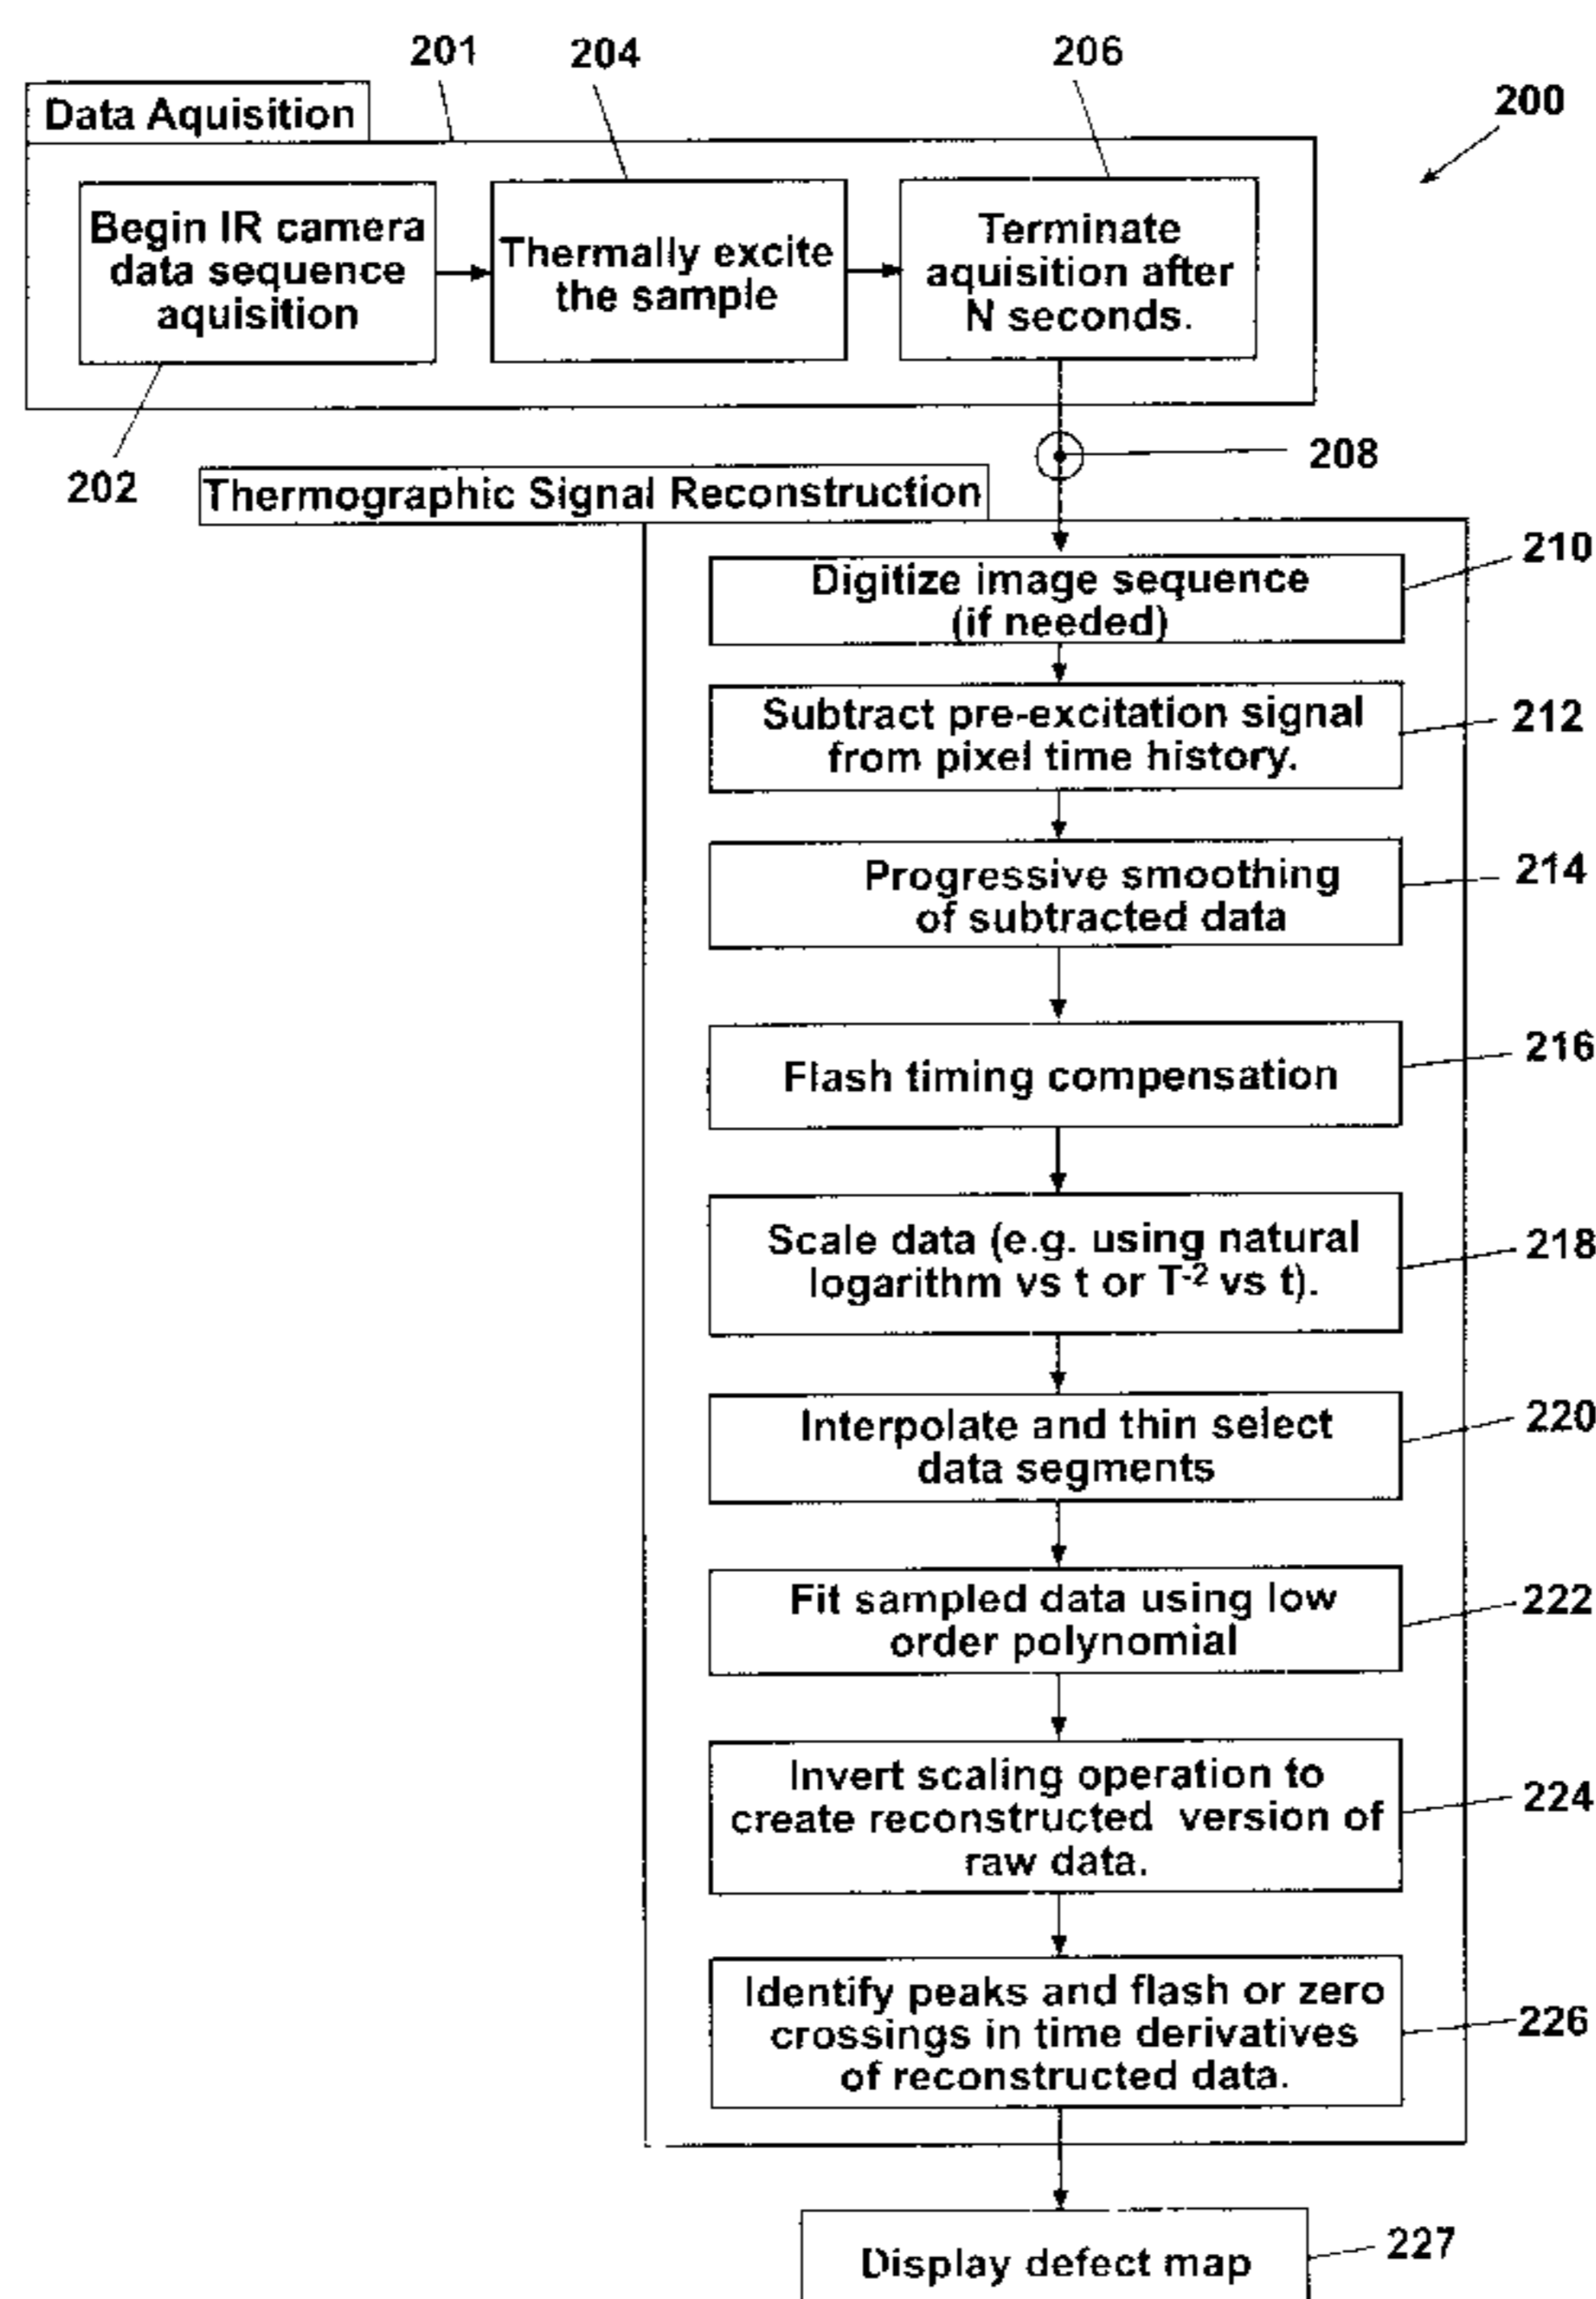 201
204
206
200
Data Aquisition
Begin IR camera
data sequence
aquisition
Thermally excite
the sample
Terminate
aquisition after
N seconds.
202
208
Thermographic Signal Reconstruction
Digitize image sequence
(if needed)
210
Subtract pre-excitation signal
from pixel time history.
212
Progressive smoothing
of subtracted data
214
Flash timing compensation
216
Scale data (e.g. using natural
logarithm vs t or T-2 vs t).
218
Interpolate and thin select
data segments
220
Fit sampled data using low
order polynomial
222
Invert scaling operation to
create reconstructed version of
raw data.
224
Identify peaks and flash or zero
crossings in time derivatives
of reconstructed data.
226
Display defect map
227